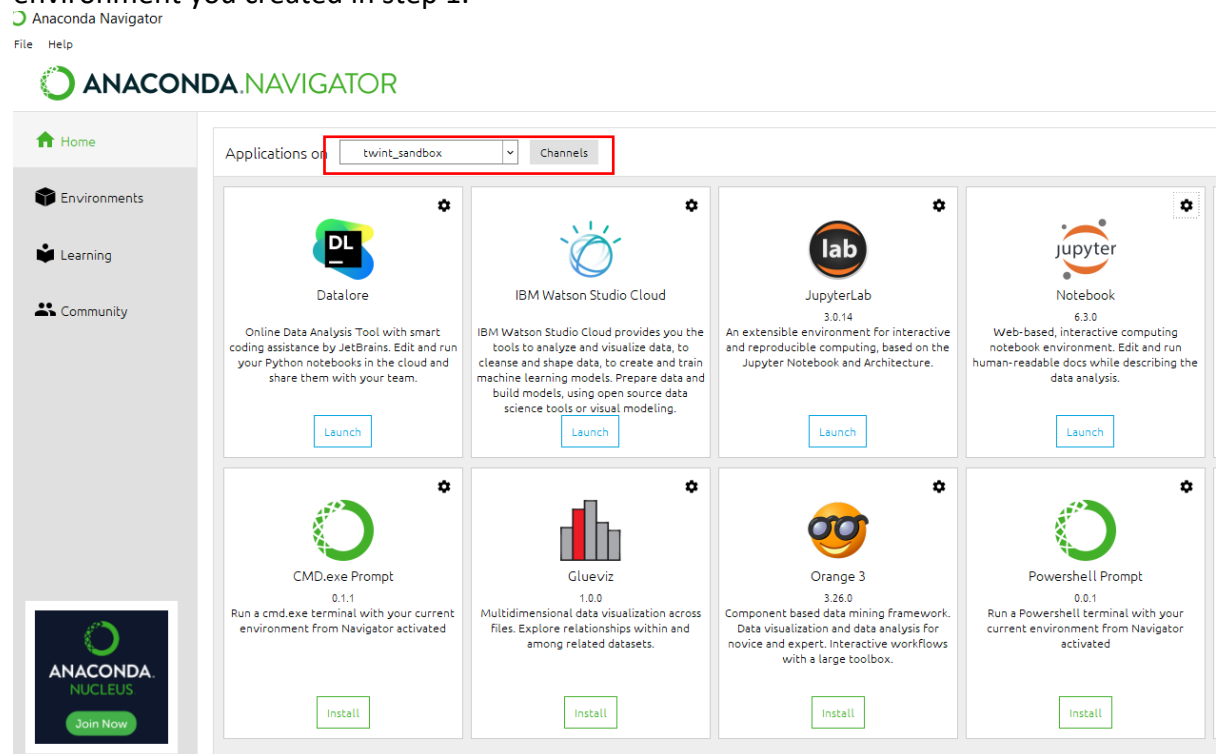 environment you created in step 1.
Anaconda Navigator
File Help
ANACONDA.NAVIGATOR
Home
Environments
Learning
Community
Applications on twint_sandbox Channels
DL
Datalore
Online Data Analysis Tool with smart
coding assistance by JetBrains. Edit and run
your Python notebooks in the cloud and
share them with your team.
Launch
IBM Watson Studio Cloud
IBM Watson Studio Cloud provides you the
tools to analyze and visualize data, to
cleanse and shape data, to create and train
machine learning models. Prepare data and
build models, using open source data
science tools or visual modeling.
Launch
lab
JupyterLab
3.0.14
An extensible environment for interactive
and reproducible computing, based on the
Jupyter Notebook and Architecture.
Launch
jupyter
Notebook
6.3.0
Web-based, interactive computing
notebook environment. Edit and run
human-readable docs while describing the
data analysis.
Launch
CMD.exe Prompt
0.1.1
Run a cmd.exe terminal with your current
environment from Navigator activated
Install
Glueviz
1.0.0
Multidimensional data visualization across
files. Explore relationships within and
among related datasets.
Install
Orange 3
3.26.0
Component based data mining framework.
Data visualization and data analysis for
novice and expert. Interactive workflows
with a large toolbox.
Install
Powershell Prompt
0.0.1
Run a Powershell terminal with your
current environment from Navigator
activated
Install
ANACONDA.
NUCLEUS
Join Now